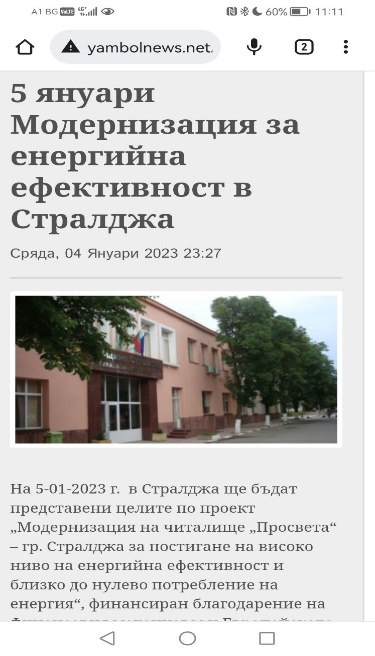 A1 BG VoLTE 4G 60% 11:11
yambolnews.net. 2
5 януари
Модернизация за
енергийна
ефективност в
Стралджа
Сряда, 04 Януари 2023 23:27
На 5-01-2023 г. в Стралджа ще бъдат
представени целите по проект
„Модернизация на читалище „Просвета“
– гр. Стралджа за постигане на високо
ниво на енергийна ефективност и
близко до нулево потребление на
енергия“, финансиран благодарение на